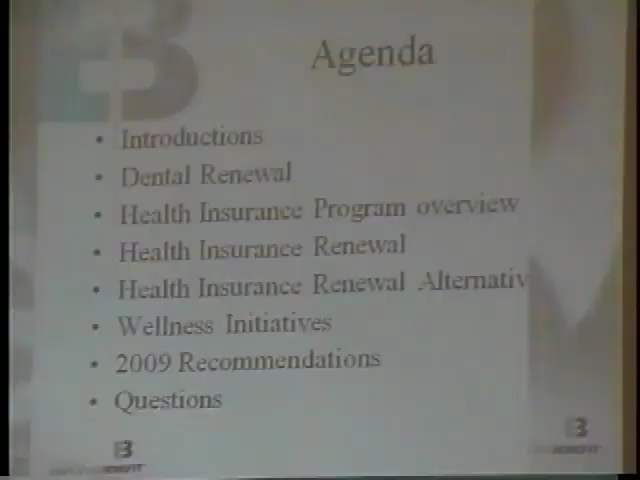 Agenda
• Introductions
• Dental Renewal
• Health Insurance Program overview
• Health Insurance Renewal
• Health Insurance Renewal Alternativ
• Wellness Initiatives
• 2009 Recommendations
• Questions